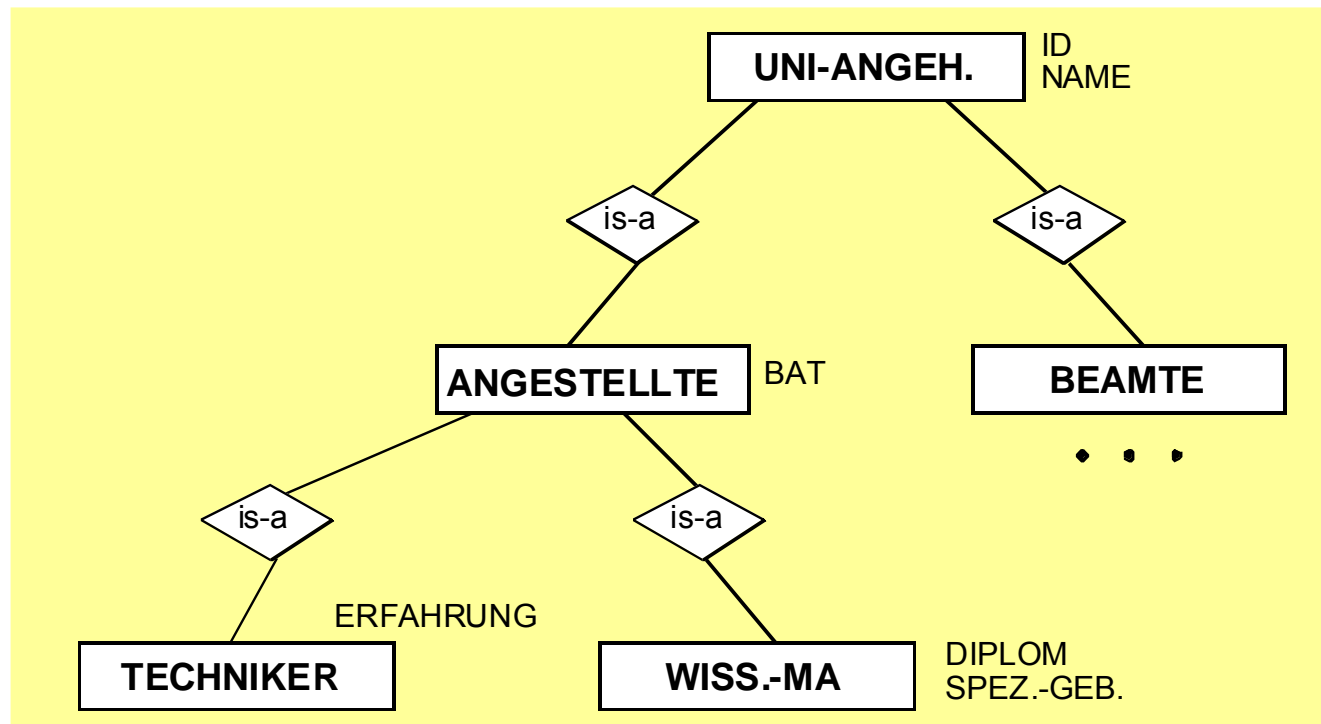 UNI-ANGEH.
ID
NAME
is-a
is-a
ANGESTELLTE
BAT
BEAMTE
is-a
is-a
ERFAHRUNG
TECHNIKER
WISS.-MA
DIPLOM
SPEZ.-GEB.